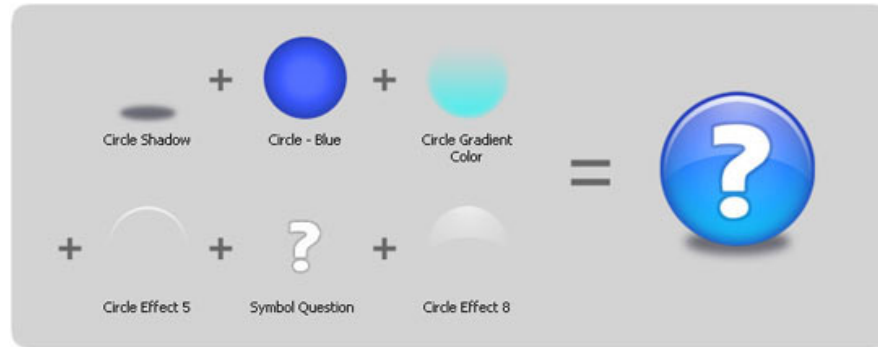 +
+
Circle Shadow
Circle - Blue
Circle Gradient
Color
=
?
+
+
?
+
Circle Effect 5
Symbol Question
Circle Effect 8